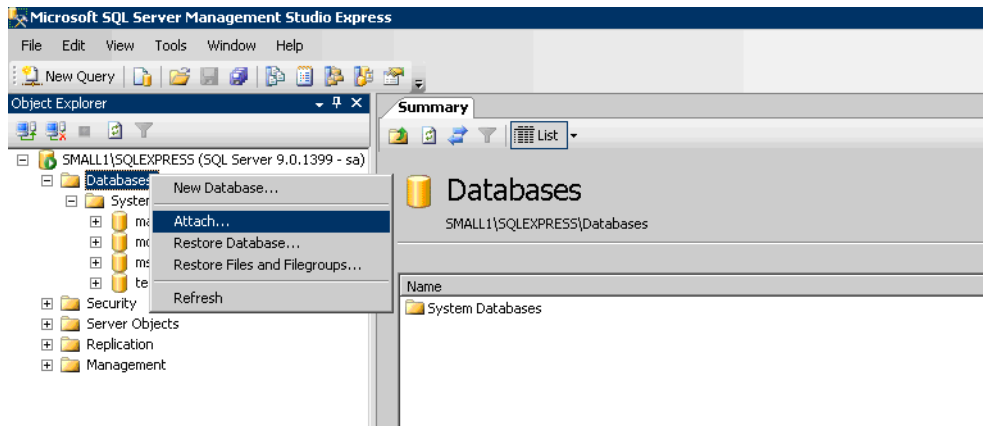 Microsoft SQL Server Management Studio Express
File Edit View Tools Window Help
New Query
Object Explorer
Summary
List
SMALL1\SQLEXPRESS (SQL Server 9.0.1399 - sa)
Databases
New Database...
Attach...
Restore Database...
Restore Files and Filegroups...
Refresh
Security
Server Objects
Replication
Management
Databases
SMALL1\SQLEXPRESS\Databases
Name
System Databases